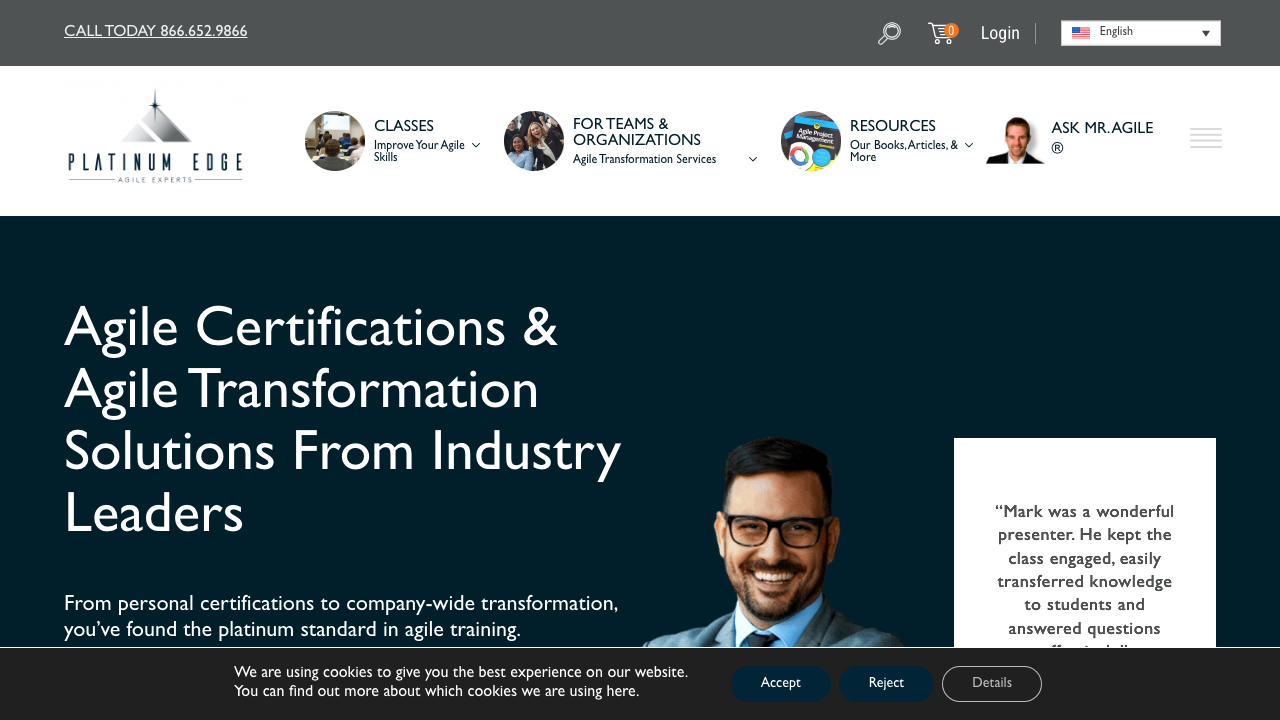 CALL TODAY 866.652.9866
0
Login
English
PLATINUM EDGE
AGILE EXPERTS
CLASSES
Improve Your Agile
Skills
FOR TEAMS &
ORGANIZATIONS
Agile Transformation Services
Agile Project
Management
RESOURCES
Our Books, Articles, &
More
ASK MR. AGILE
®
Agile Certifications &
Agile Transformation
Solutions From Industry
Leaders
From personal certifications to company-wide transformation,
you’ve found the platinum standard in agile training.
“Mark was a wonderful
presenter. He kept the
class engaged, easily
transferred knowledge
to students and
answered questions
We are using cookies to give you the best experience on our website.
You can find out more about which cookies we are using here.
Accept
Reject
Details